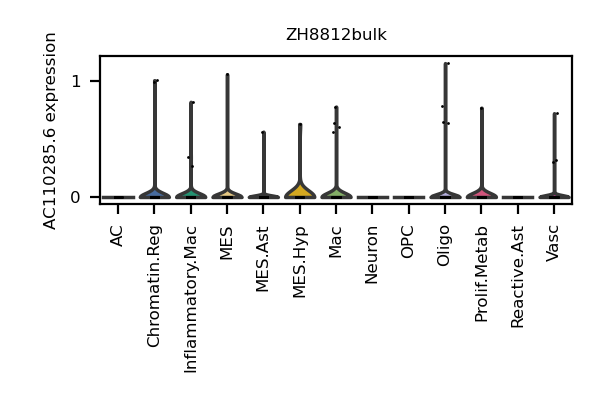 ZH8812bulk
AC110285.6 expression
1
0
AC
Chromatin.Reg
Inflammatory.Mac
MES
MES.Ast
MES.Hyp
Mac
Neuron
OPC
Oligo
Prolif.Metab
Reactive.Ast
Vasc